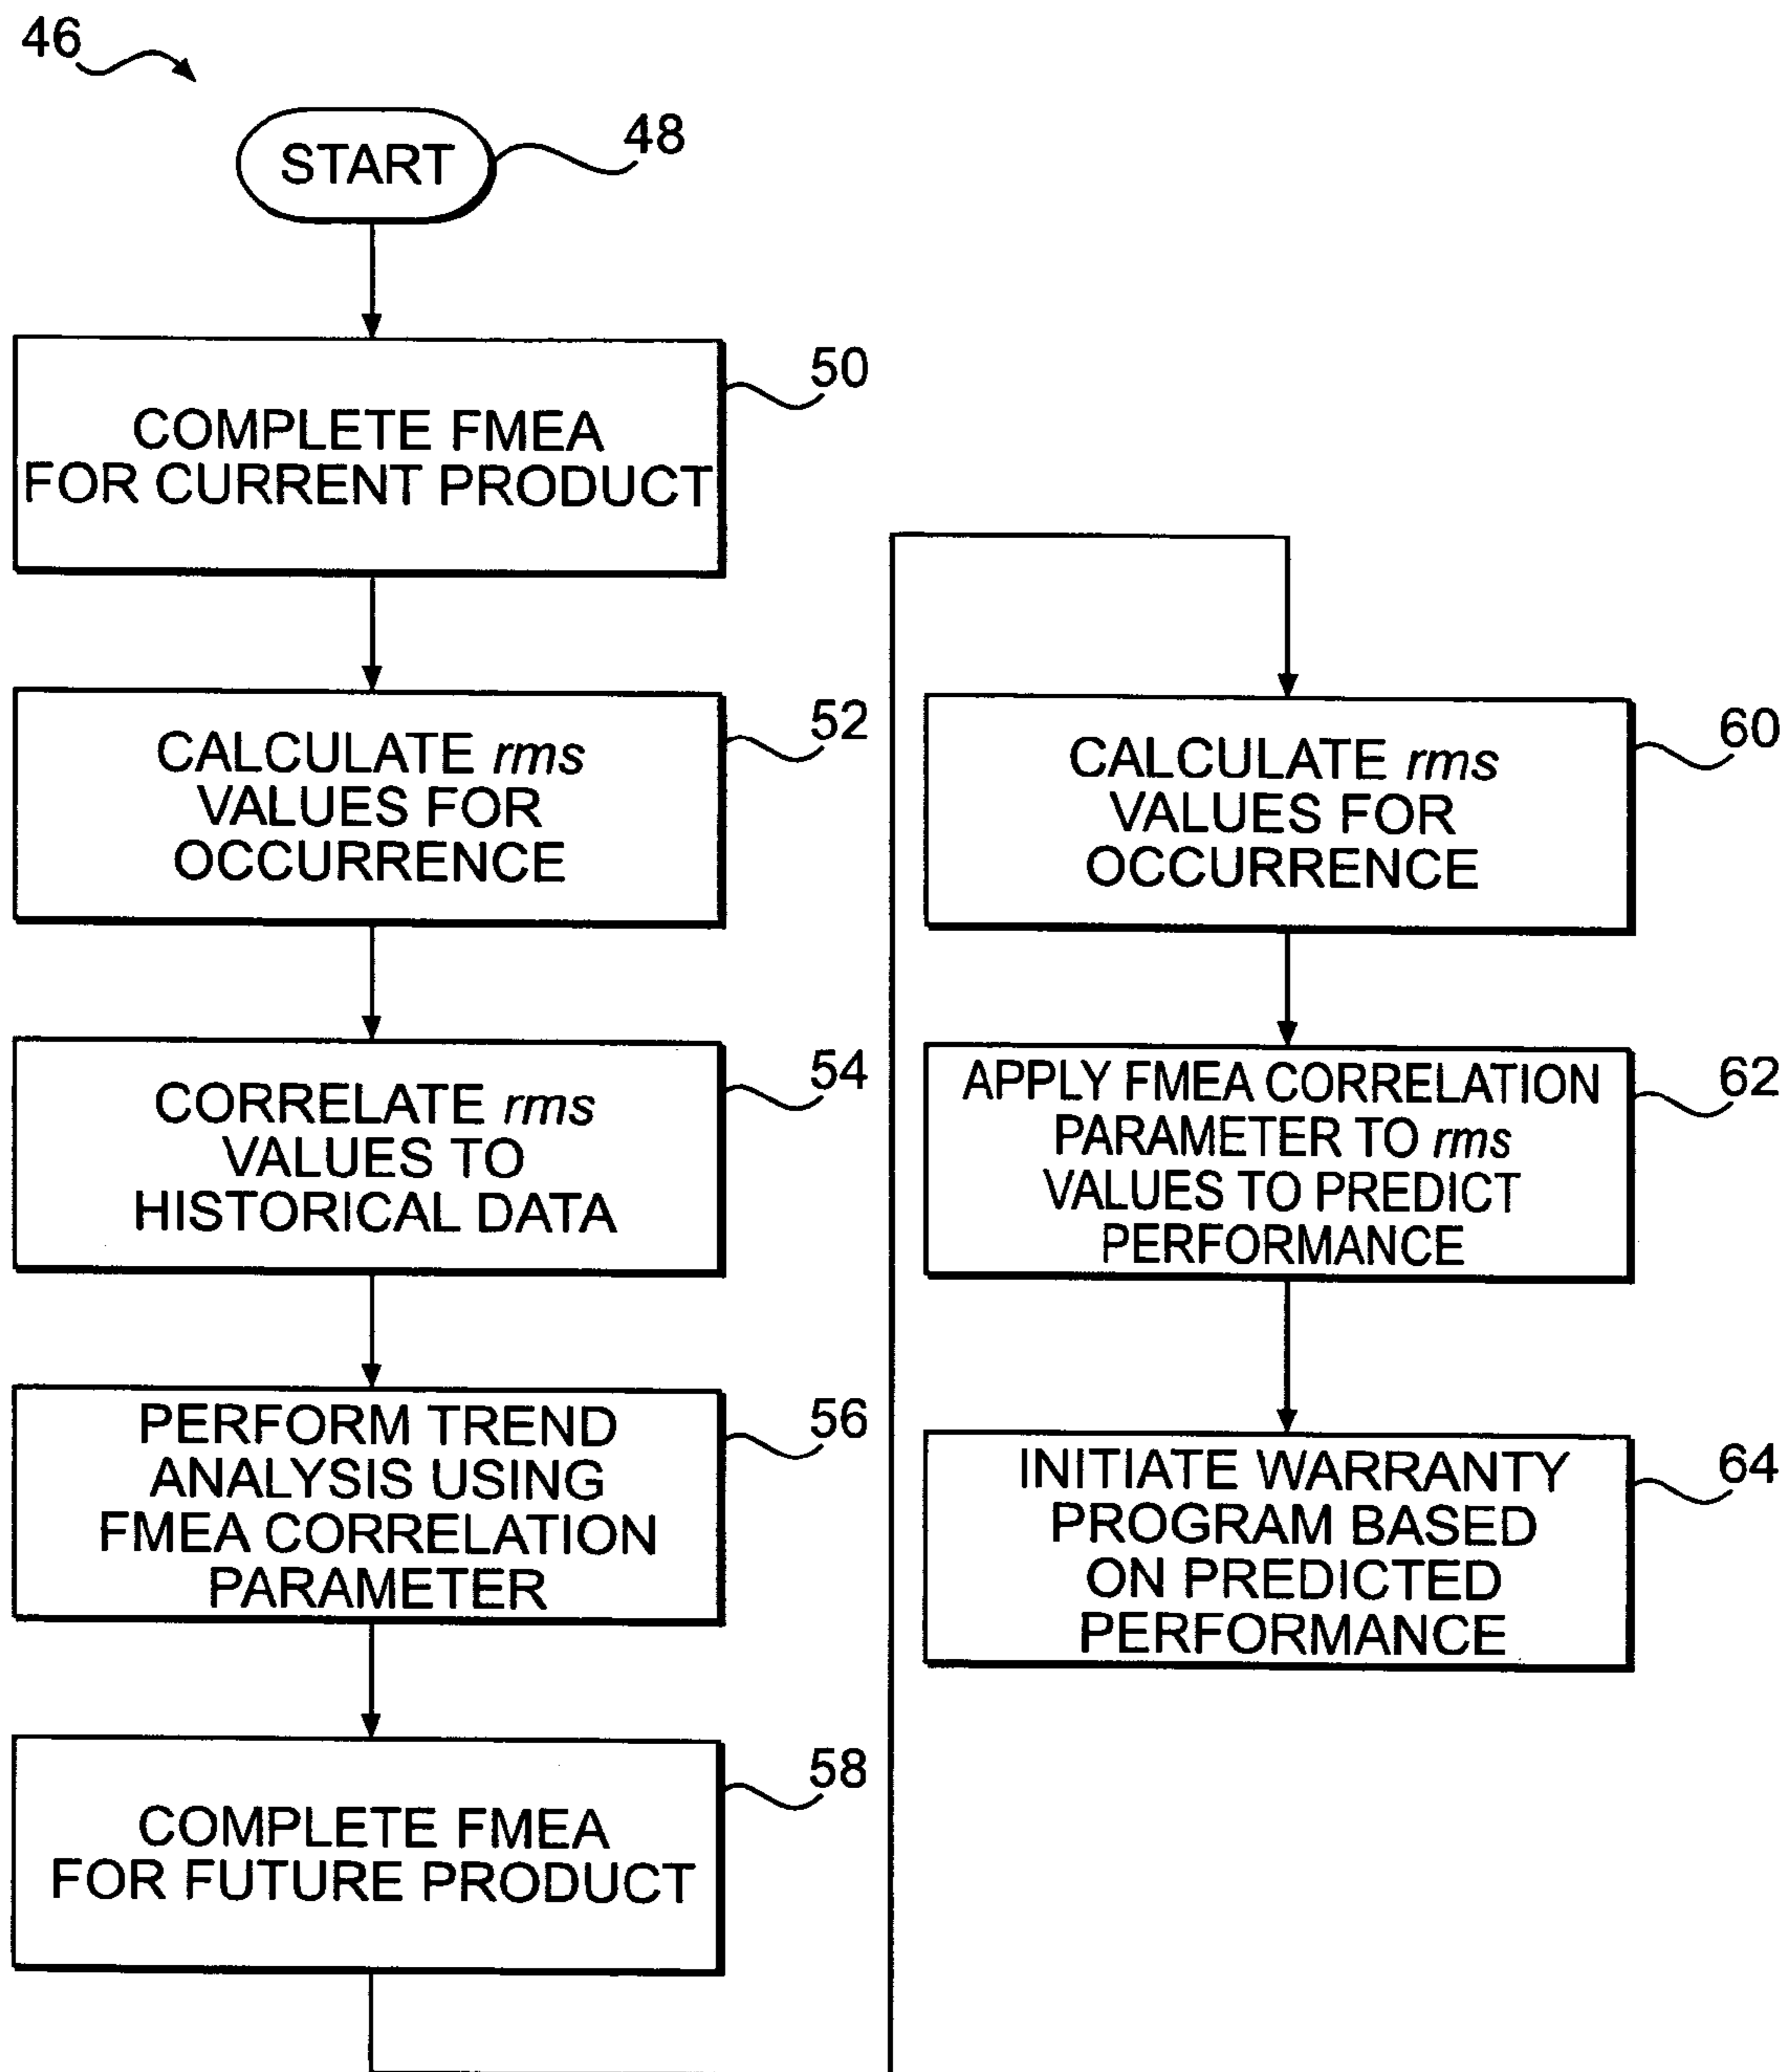 46
START
48
COMPLETE FMEA
FOR CURRENT PRODUCT
50
CALCULATE rms
VALUES FOR
OCCURRENCE
52
CORRELATE rms
VALUES TO
HISTORICAL DATA
54
PERFORM TREND
ANALYSIS USING
FMEA CORRELATION
PARAMETER
56
COMPLETE FMEA
FOR FUTURE PRODUCT
58
CALCULATE rms
VALUES FOR
OCCURRENCE
60
APPLY FMEA CORRELATION
PARAMETER TO rms
VALUES TO PREDICT
PERFORMANCE
62
INITIATE WARRANTY
PROGRAM BASED
ON PREDICTED
PERFORMANCE
64